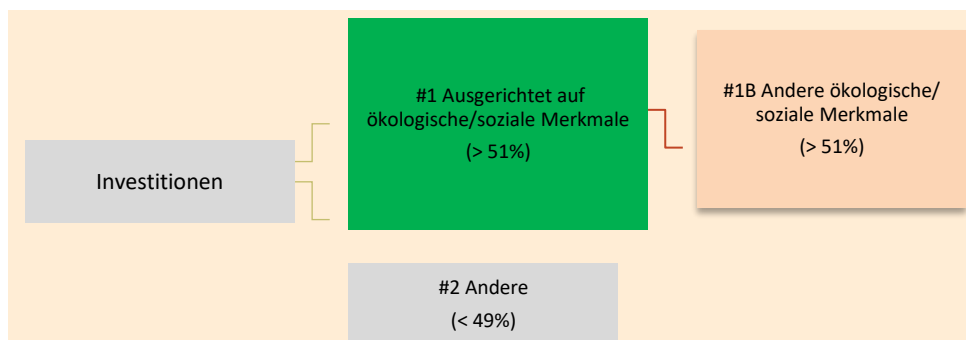 Investitionen
#1 Ausgerichtet auf
ökologische/soziale Merkmale
(> 51%)
#1B Andere ökologische/
soziale Merkmale
(> 51%)
#2 Andere
(< 49%)